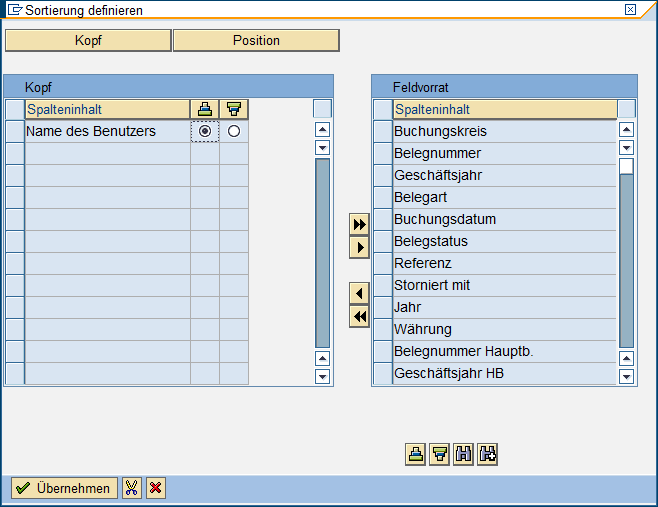 Sortierung definieren
Kopf Position
Kopf Feldvorrat
Spalteninhalt Spalteninhalt
Name des Benutzers Buchungskreis
Belegnummer
Geschäftsjahr
Belegart
Buchungsdatum
Belegstatus
Referenz
Storniert mit
Jahr
Währung
Belegnummer Hauptb.
Geschäftsjahr HB
Übernehmen